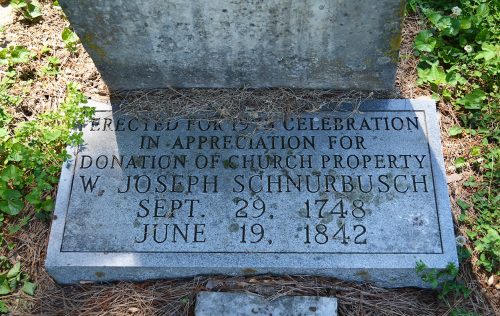 ERECTED FOR CELEBRATION
IN APPRECIATION FOR
DONATION OF CHURCH PROPERTY
W. JOSEPH SCHNURBUSCH
SEPT. 29, 1748
JUNE 19, 1842